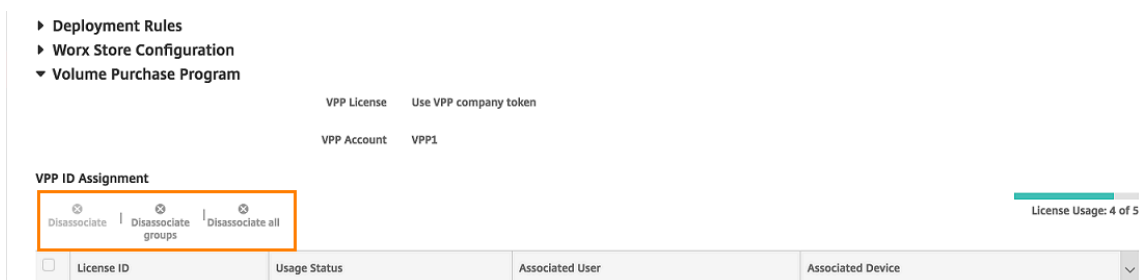 Deployment Rules
Worx Store Configuration
Volume Purchase Program
VPP License Use VPP company token
VPP Account VPP1
VPP ID Assignment
Disassociate | Disassociate groups | Disassociate all
License Usage: 4 of 5
License ID Usage Status Associated User Associated Device